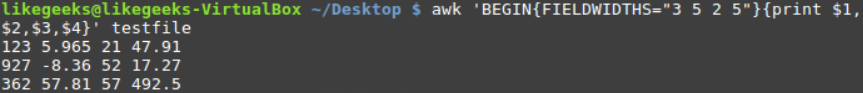 likegeeks@likegeeks-VirtualBox ~/Desktop $ awk 'BEGIN{FIELDWIDTHS="3 5 2 5"}{print $1,
$2,$3,$4}' testfile
123 5.965 21 47.91
927 -8.36 52 17.27
362 57.81 57 492.5